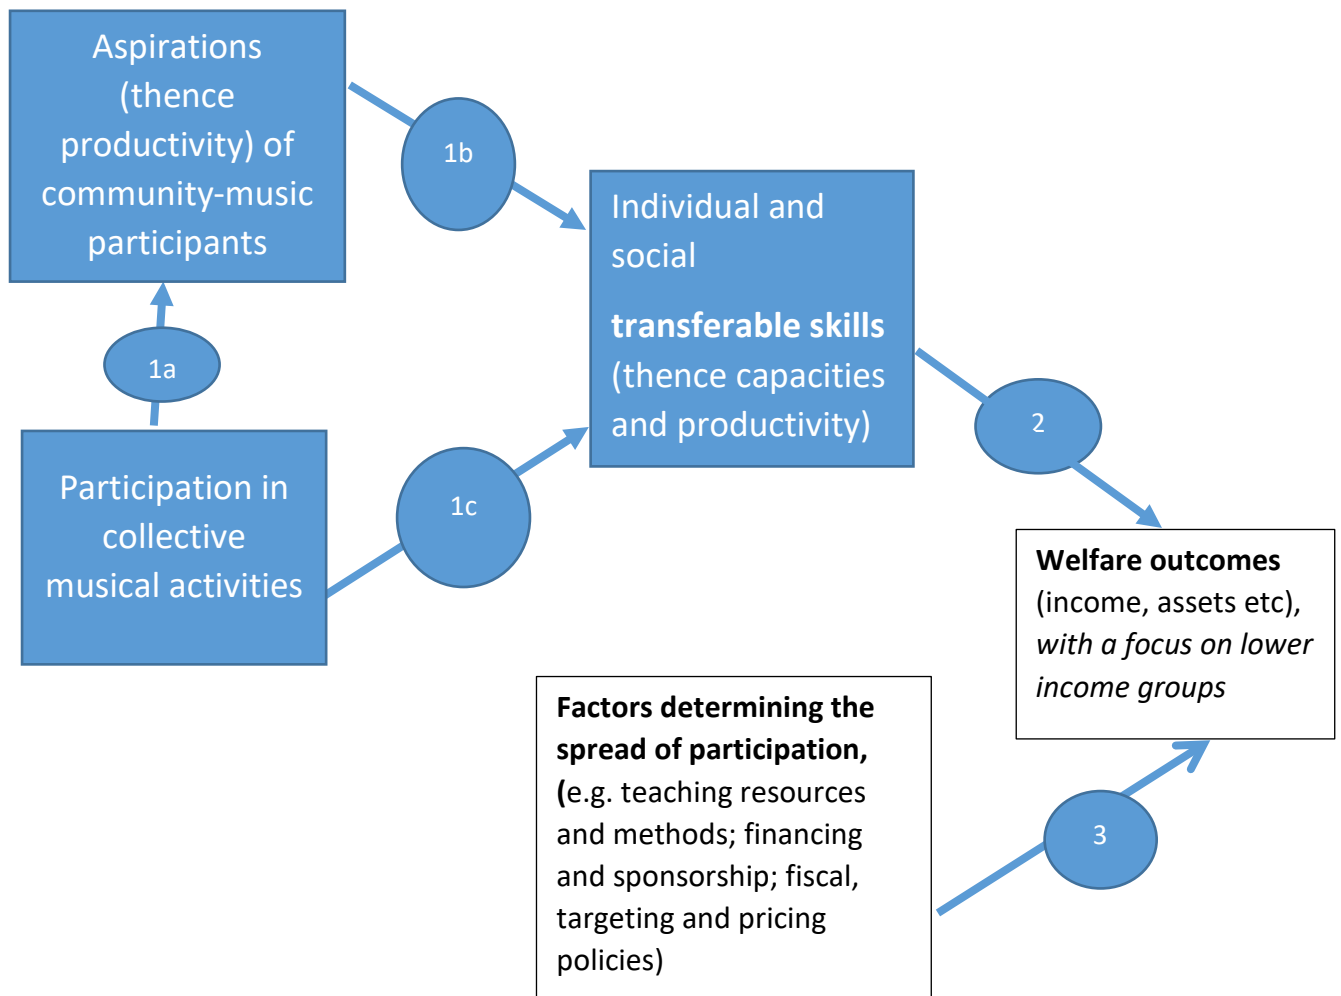 Aspirations
(thence
productivity) of
community-music
participants
1b
Individual and
social
transferable skills
(thence capacities
and productivity)
1a
2
Participation in
collective
musical activities
1c
Welfare outcomes
(income, assets etc),
with a focus on lower
income groups
Factors determining the
spread of participation,
(e.g. teaching resources
and methods; financing
and sponsorship; fiscal,
targeting and pricing
policies)
3